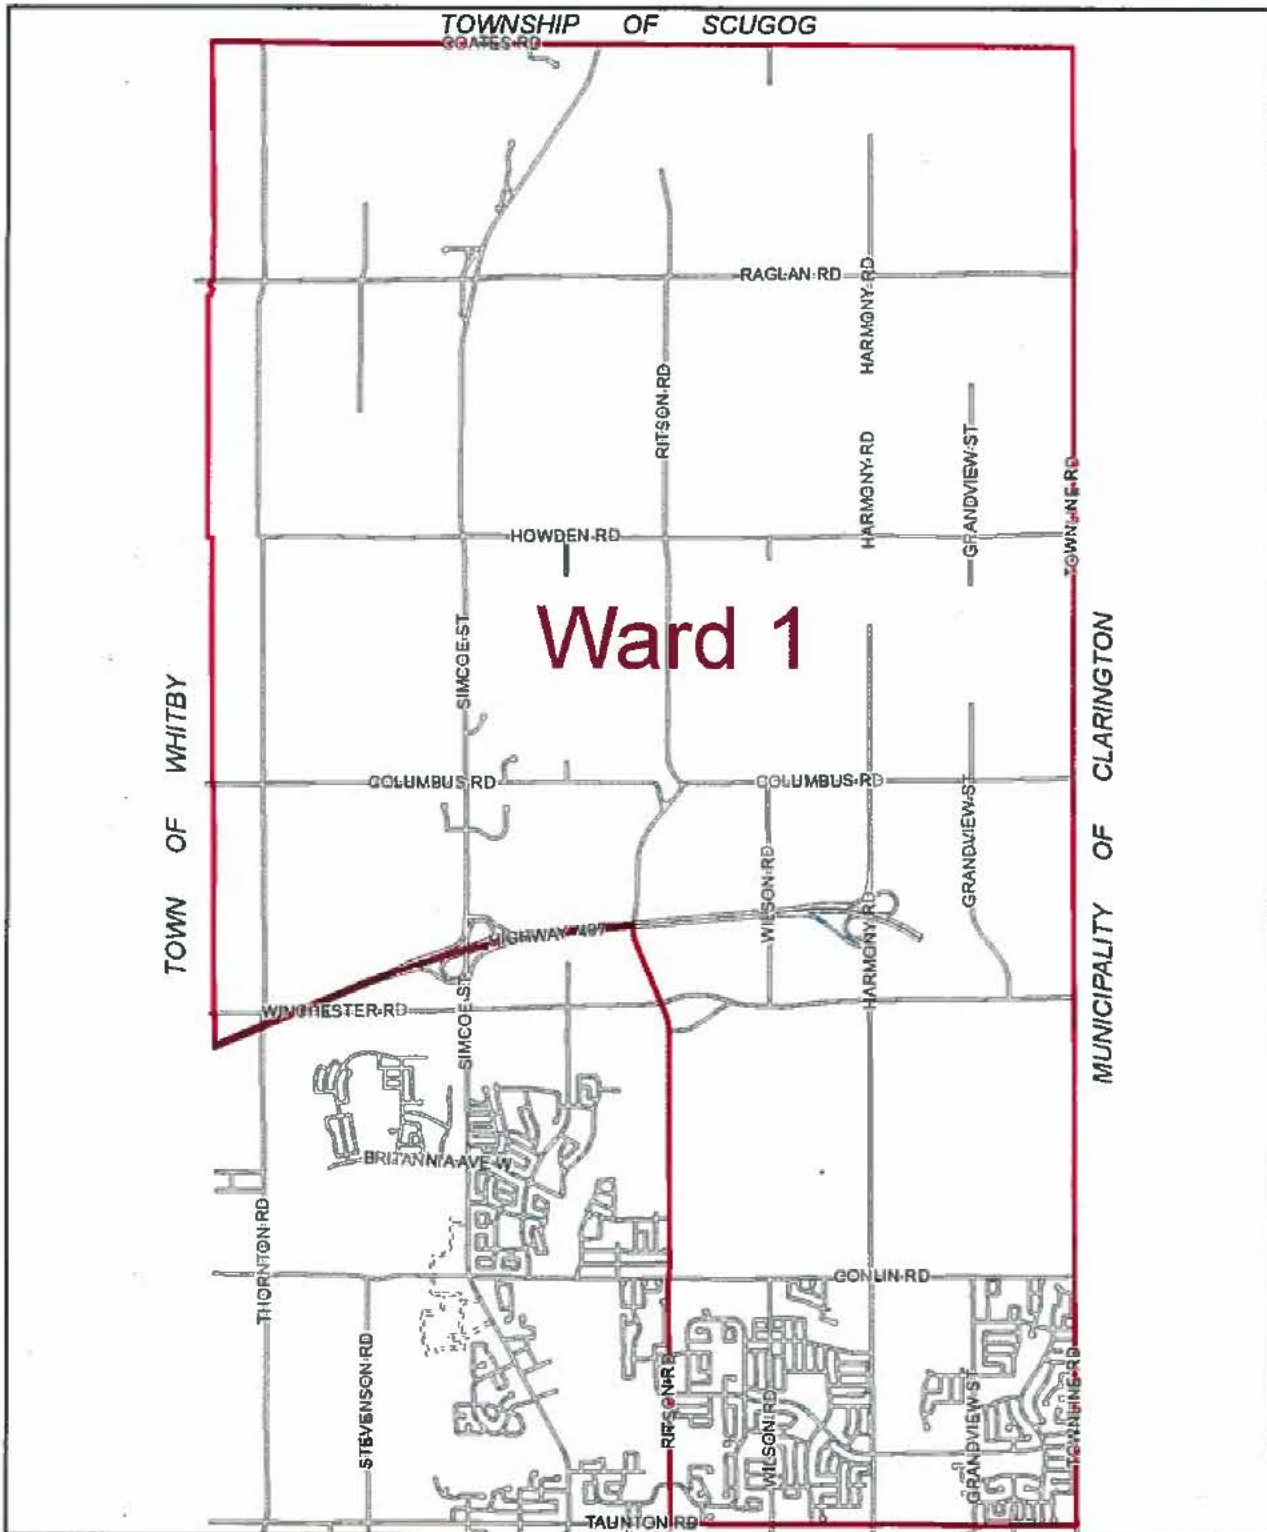 TOWNSHIP OF SCUGOG
COATES RD
RAGLAN RD
HARMONY RD
RITSON RD
HARMONY RD
GRANDVIEW ST
TOWNLINE RD
HOWDEN RD
Ward 1
SIMCOE ST
TOWN OF WHITBY
MUNICIPALITY OF CLARINGTON
COLUMBUS RD
COLUMBUS RD
GRANDVIEW ST
WILSON RD
HARMONY RD
HIGHWAY 407
WINCHESTER RD
SIMCOE ST
BRITANNIA AVE W
THORNTON RD
CONLIN RD
STEVENSON RD
RITSON RD
WILSON RD
GRANDVIEW ST
TOWNLINE RD
TAUNTON RD